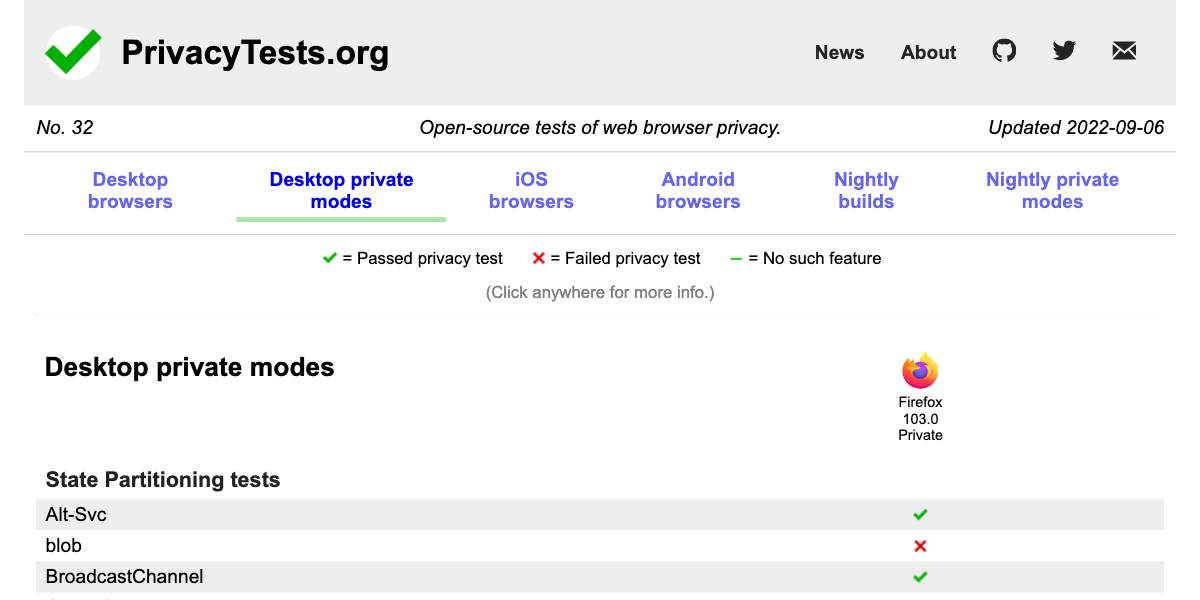 PrivacyTests.org
News About
No. 32 Open-source tests of web browser privacy. Updated 2022-09-06
Desktop browsers
Desktop private modes
iOS browsers
Android browsers
Nightly builds
Nightly private modes
= Passed privacy test = Failed privacy test = No such feature
(Click anywhere for more info.)
Desktop private modes
Firefox
103.0
Private
State Partitioning tests
Alt-Svc
blob
BroadcastChannel